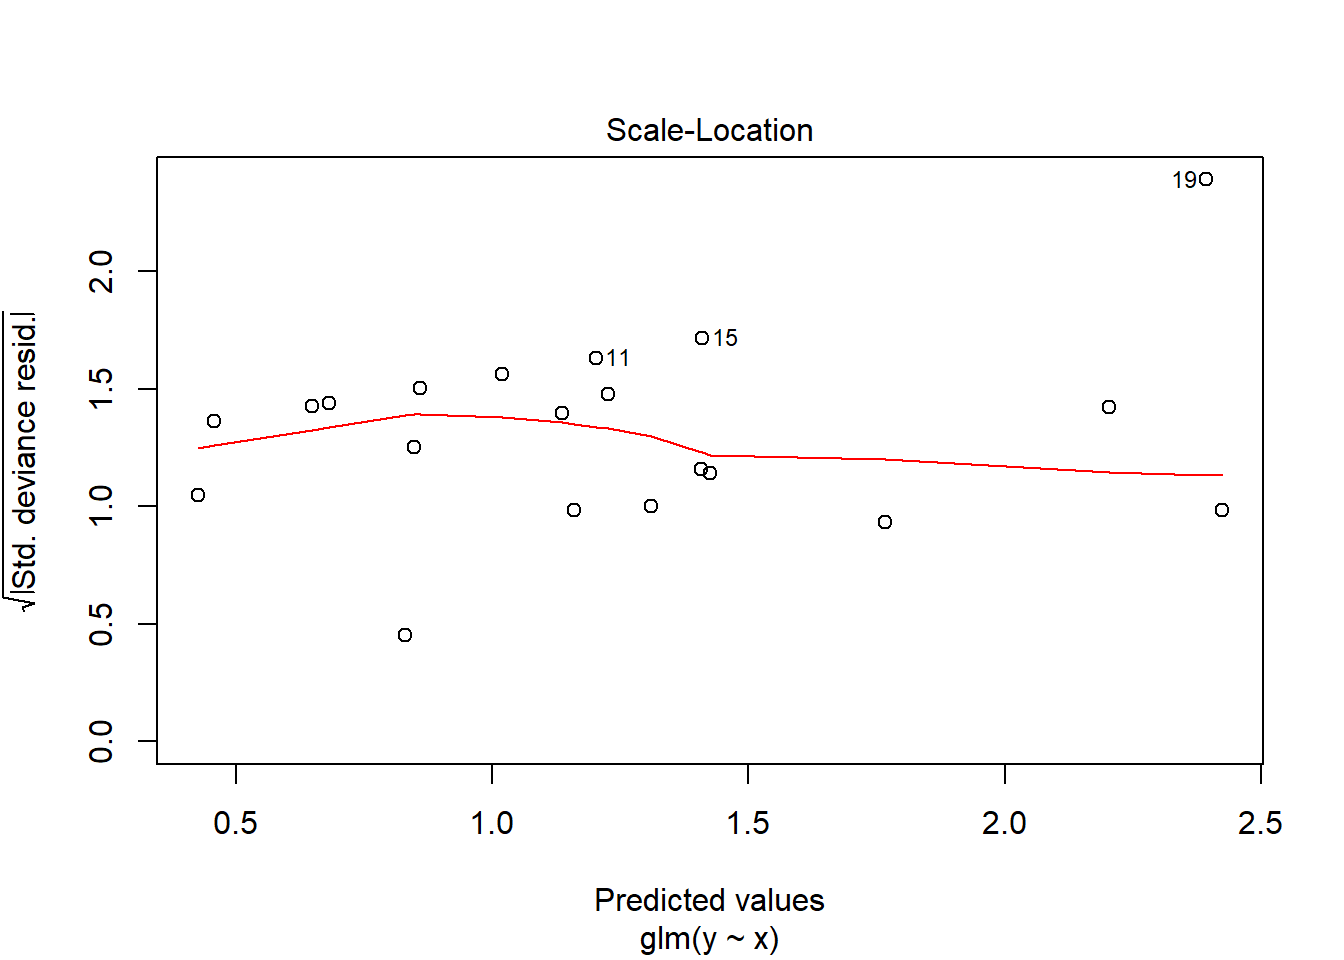 Scale-Location
√|Std. deviance resid.|
2.0
1.5
1.0
0.5
0.0
19
15
11
0.5 1.0 1.5 2.0 2.5
Predicted values
glm(y ~ x)